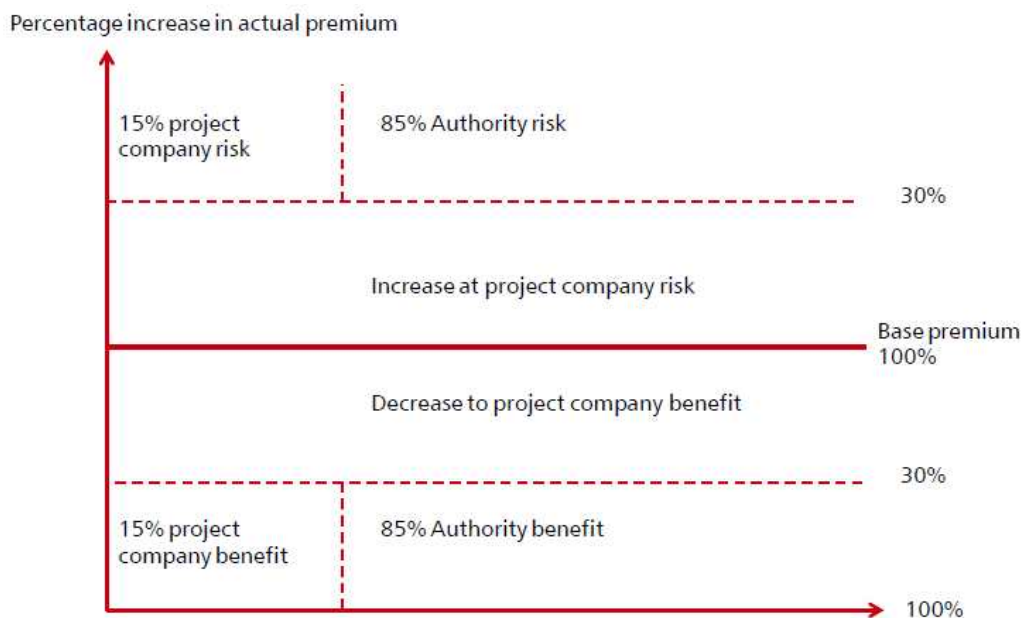 Percentage increase in actual premium
15% project
company risk
85% Authority risk
30%
Increase at project company risk
Base premium
100%
Decrease to project company benefit
30%
15% project
company benefit
85% Authority benefit
100%